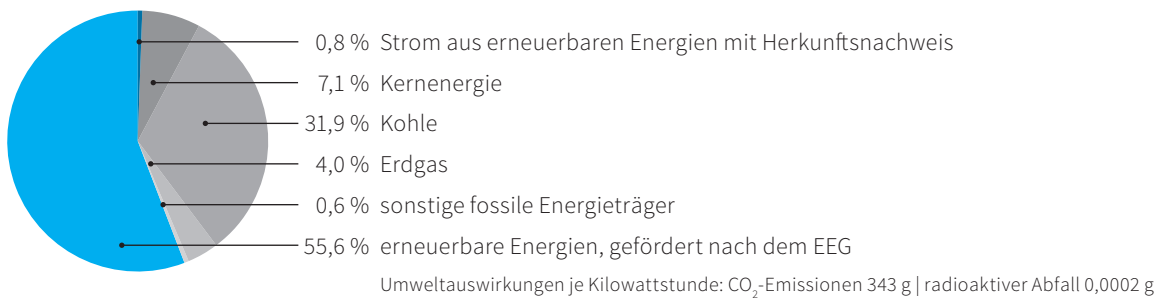 0,8 % Strom aus erneuerbaren Energien mit Herkunftsnachweis
7,1 % Kernenergie
31,9 % Kohle
4,0 % Erdgas
0,6 % sonstige fossile Energieträger
55,6 % erneuerbare Energien, gefördert nach dem EEG
Umweltauswirkungen je Kilowattstunde: CO₂-Emissionen 343 g | radioaktiver Abfall 0,0002 g